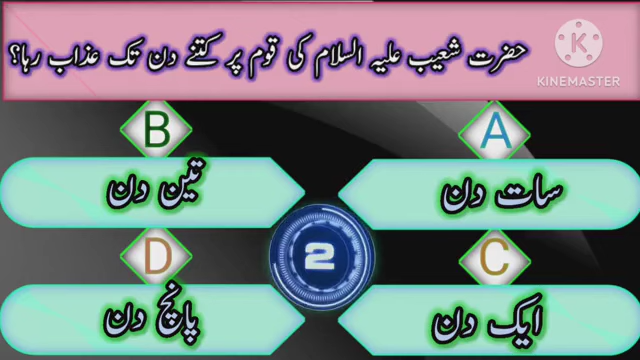 حضرت شعیب علیہ السلام کی قوم پر کتنے دن تک عذاب رہا؟
K
KINEMASTER
A
سات دن
B
تین دن
2
C
ایک دن
D
پانچ دن